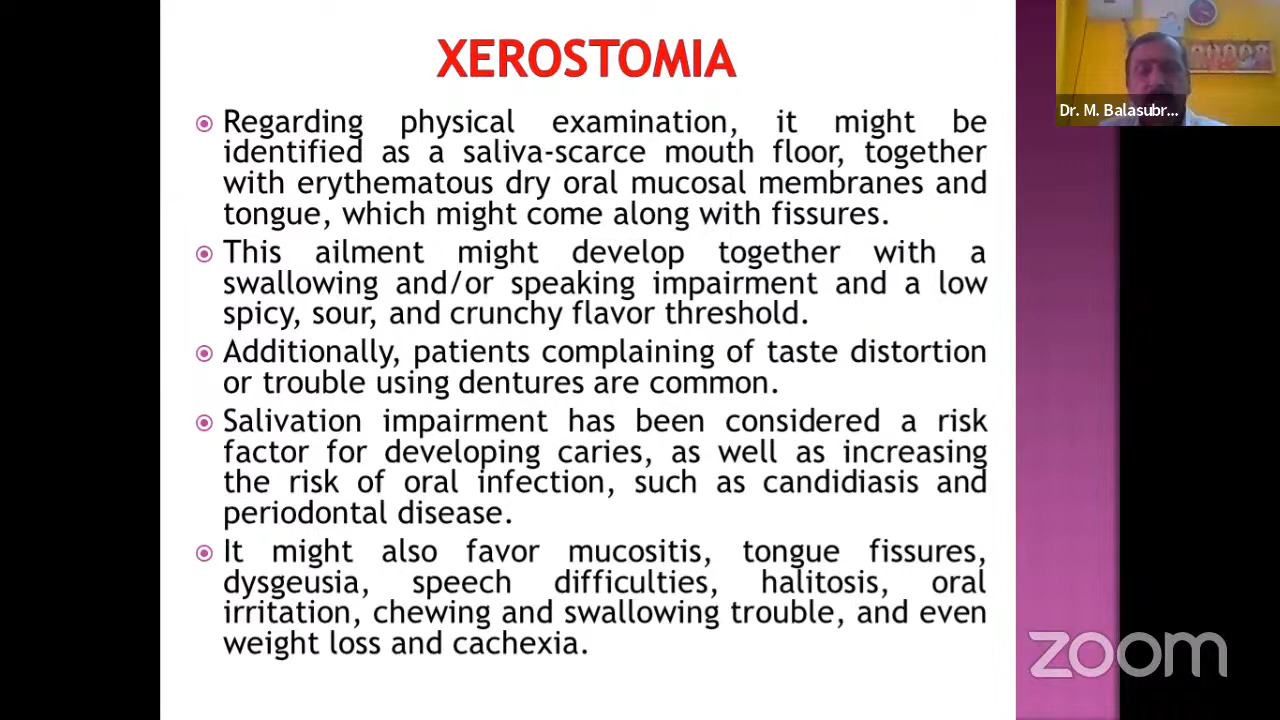 XEROSTOMIA
Regarding physical examination, it might be
identified as a saliva-scarce mouth floor, together
with erythematous dry oral mucosal membranes and
tongue, which might come along with fissures.
This ailment might develop together with a
swallowing and/or speaking impairment and a low
spicy, sour, and crunchy flavor threshold.
Additionally, patients complaining of taste distortion
or trouble using dentures are common.
Salivation impairment has been considered a risk
factor for developing caries, as well as increasing
the risk of oral infection, such as candidiasis and
periodontal disease.
It might also favor mucositis, tongue fissures,
dysgeusia, speech difficulties, halitosis, oral
irritation, chewing and swallowing trouble, and even
weight loss and cachexia.
Dr. M. Balasubr...
zoom